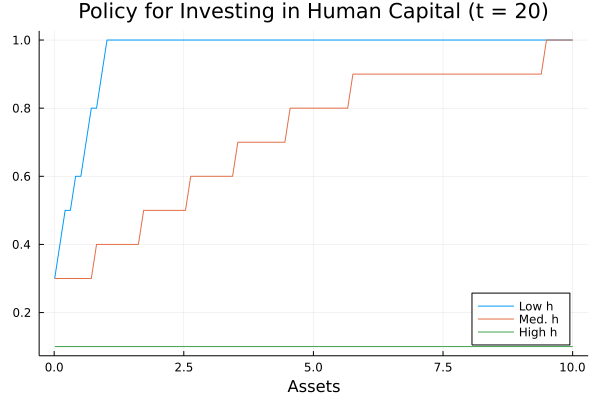 Policy for Investing in Human Capital (t = 20)
1.0
0.8
0.6
0.4
0.2
Low h
Med. h
High h
0.0 2.5 5.0 7.5 10.0
Assets